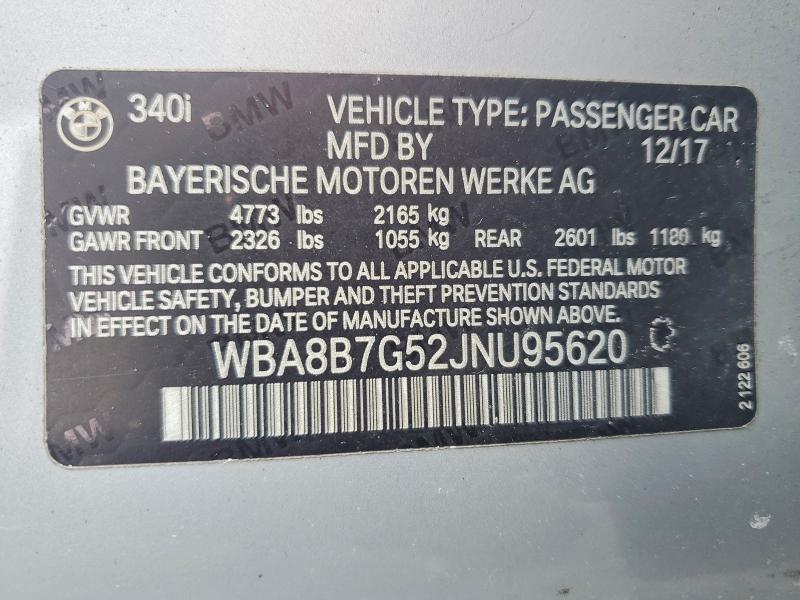 BMW 340i VEHICLE TYPE: PASSENGER CAR
MFD BY 12/17
BAYERISCHE MOTOREN WERKE AG
GVWR 4773 lbs 2165 kg
GAWR FRONT 2326 lbs 1055 kg REAR 2601 lbs 1180 kg
THIS VEHICLE CONFORMS TO ALL APPLICABLE U.S. FEDERAL MOTOR
VEHICLE SAFETY, BUMPER AND THEFT PREVENTION STANDARDS
IN EFFECT ON THE DATE OF MANUFACTURE SHOWN ABOVE.
WBA8B7G52JNU95620
2 122 606